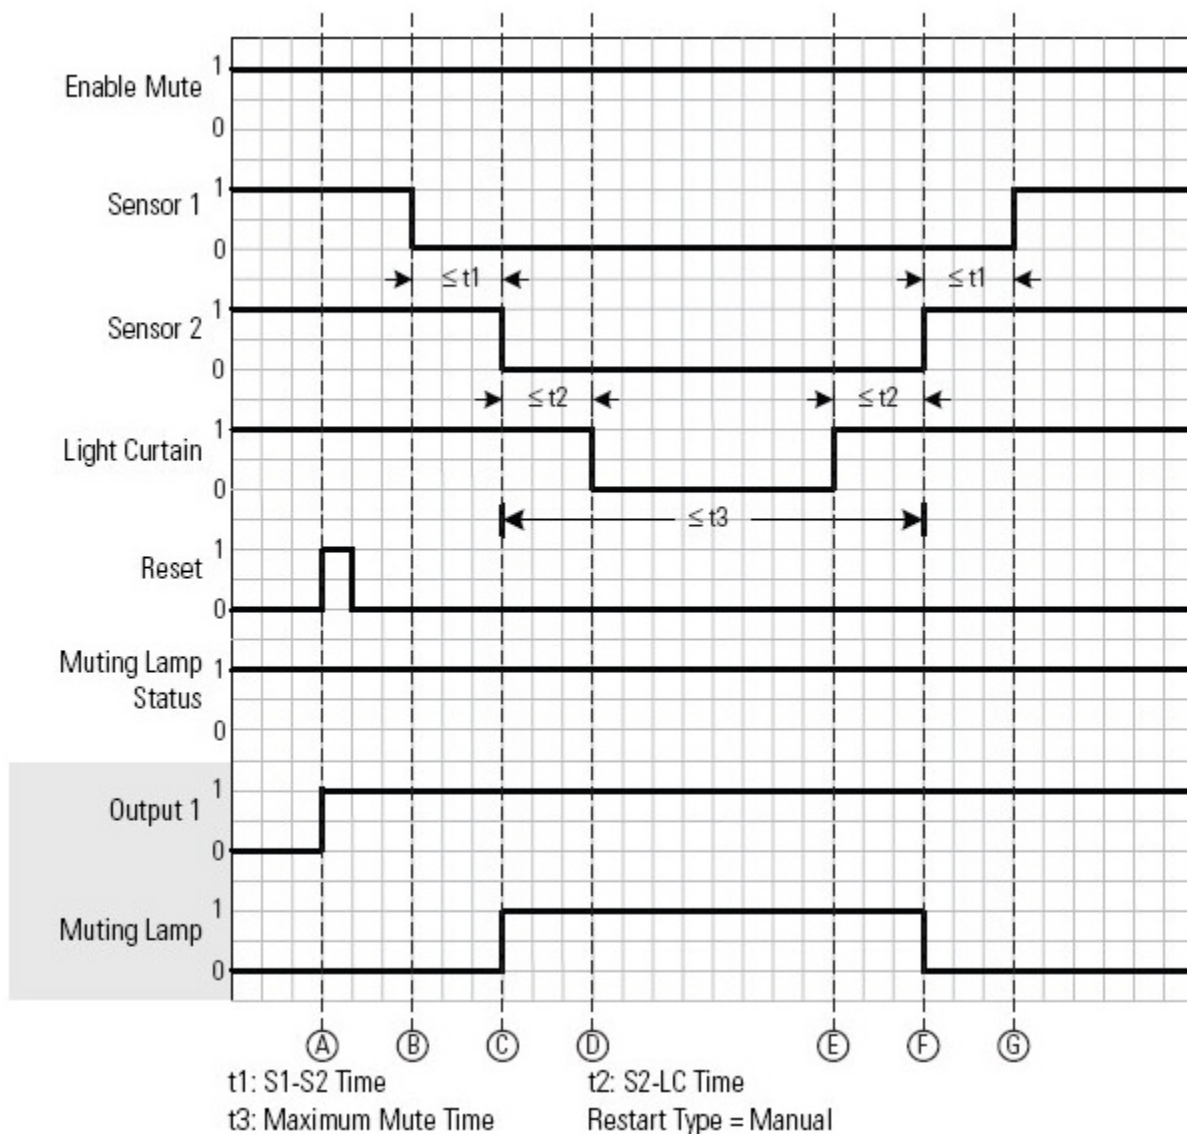 Enable Mute
1
0
Sensor 1
1
0
≤ t1
≤ t1
Sensor 2
1
0
≤ t2
≤ t2
Light Curtain
1
0
≤ t3
Reset
1
0
Muting Lamp
Status
1
0
Output 1
1
0
Muting Lamp
1
0
A B C D E F G
t1: S1-S2 Time t2: S2-LC Time
t3: Maximum Mute Time Restart Type = Manual